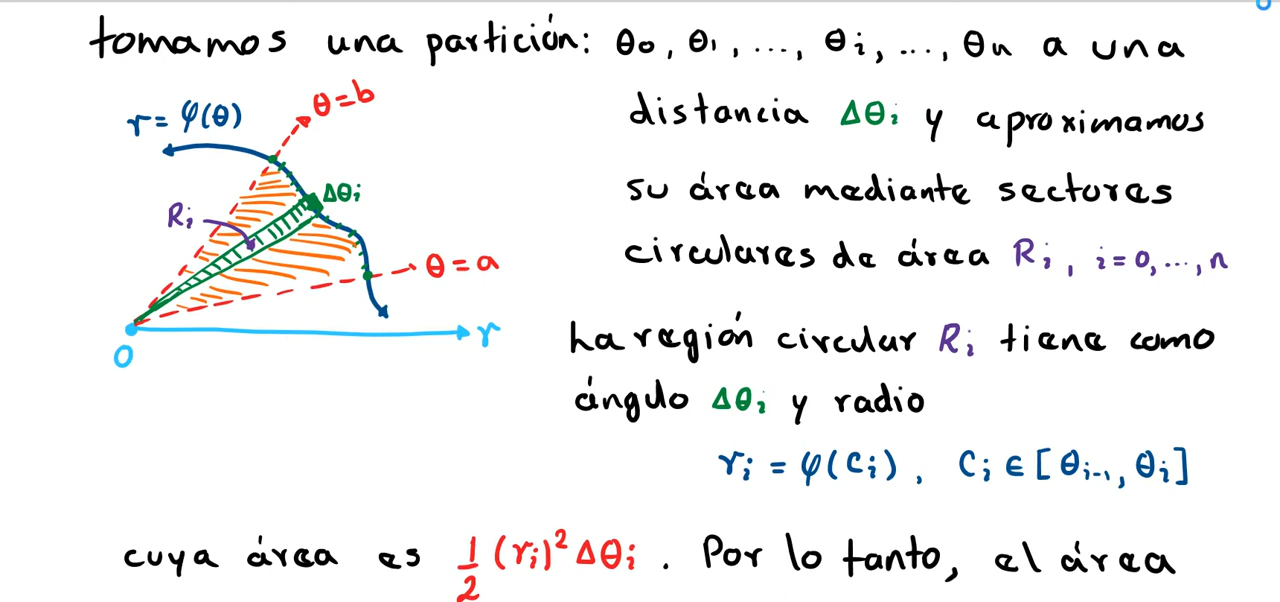 tomamos una partición: θ₀, θ₁, ..., θᵢ, ..., θₙ a una
distancia Δθᵢ y aproximamos
su área mediante sectores
circulares de área Rᵢ, i=0,...,n
La región circular Rᵢ tiene como
ángulo Δθᵢ y radio
rᵢ = φ(cᵢ), cᵢ ∈ [θᵢ₋₁, θᵢ]
cuya área es 1/2 (rᵢ)² Δθᵢ. Por lo tanto, el área
r = φ(θ)
θ=b
Δθᵢ
Rᵢ
θ=a
0
r